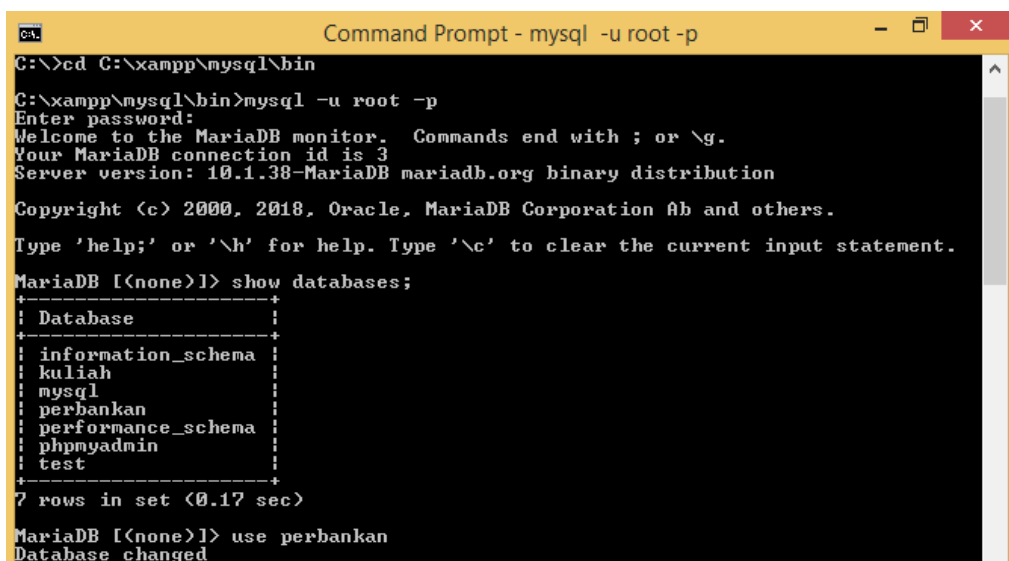 Command Prompt - mysql -u root -p
C:\>cd C:\xampp\mysql\bin
C:\xampp\mysql\bin>mysql -u root -p
Enter password:
Welcome to the MariaDB monitor.  Commands end with ; or \g.
Your MariaDB connection id is 3
Server version: 10.1.38-MariaDB mariadb.org binary distribution
Copyright (c) 2000, 2018, Oracle, MariaDB Corporation Ab and others.
Type 'help;' or '\h' for help. Type '\c' to clear the current input statement.
MariaDB [(none)]> show databases;
+--------------------+
| Database           |
+--------------------+
| information_schema |
| kuliah             |
| mysql              |
| perbankan          |
| performance_schema |
| phpmyadmin         |
| test               |
+--------------------+
7 rows in set (0.17 sec)
MariaDB [(none)]> use perbankan
Database changed